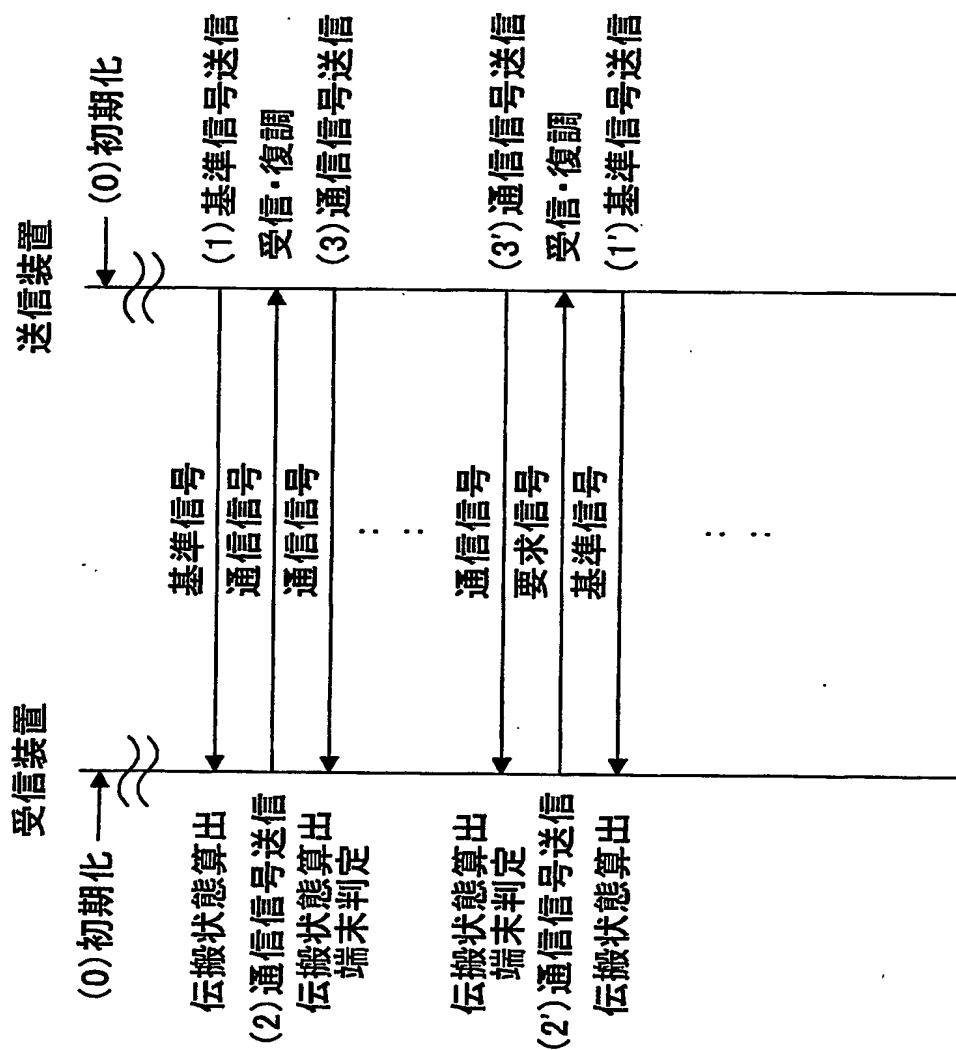 受信装置
送信装置
(0)初期化
(0)初期化
基準信号
伝搬状態算出
(1)基準信号送信
通信信号
(2)通信信号送信
受信・復調
通信信号
伝搬状態算出
端末判定
(3)通信信号送信
通信信号
伝搬状態算出
端末判定
(3')通信信号送信
要求信号
(2')通信信号送信
受信・復調
基準信号
伝搬状態算出
(1')基準信号送信